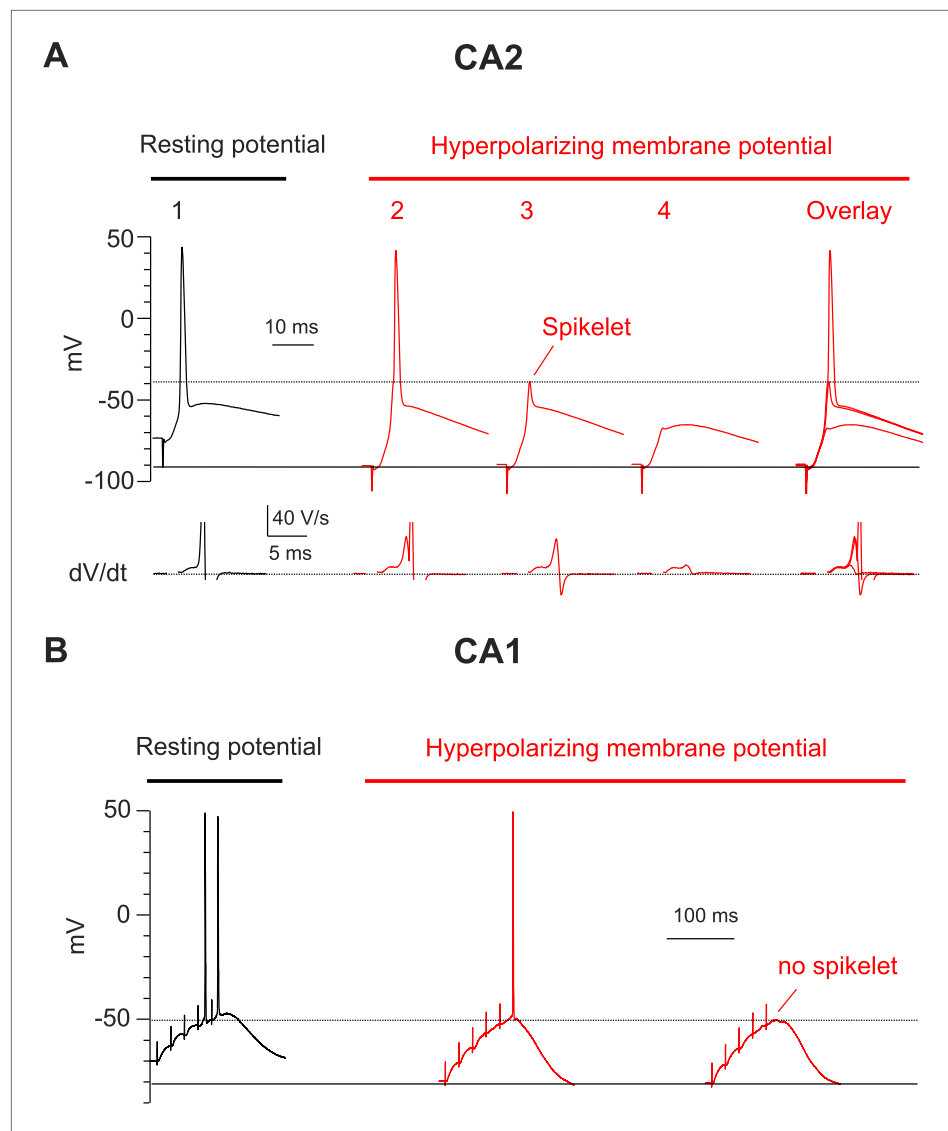 A
CA2
Resting potential
Hyperpolarizing membrane potential
1
2
3
4
Overlay
50
0
-50
-100
mV
10 ms
Spikelet
40 V/s
5 ms
dV/dt
B
CA1
Resting potential
Hyperpolarizing membrane potential
50
0
-50
mV
100 ms
no spikelet